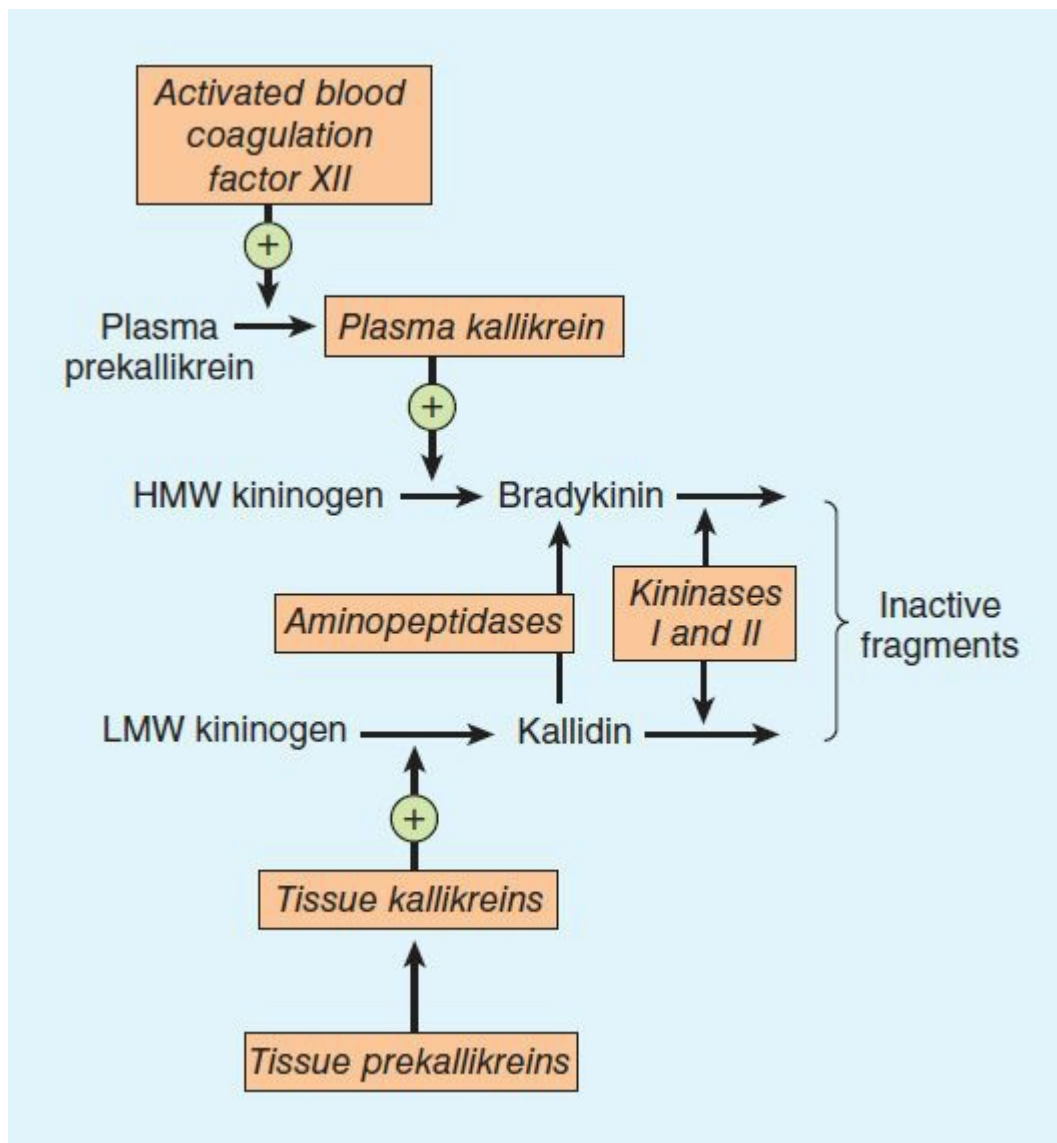 Activated blood
coagulation
factor XII
+
Plasma
prekallikrein
Plasma kallikrein
+
HMW kininogen
Bradykinin
Aminopeptidases
Kininases
I and II
Inactive
fragments
LMW kininogen
Kallidin
+
Tissue kallikreins
Tissue prekallikreins